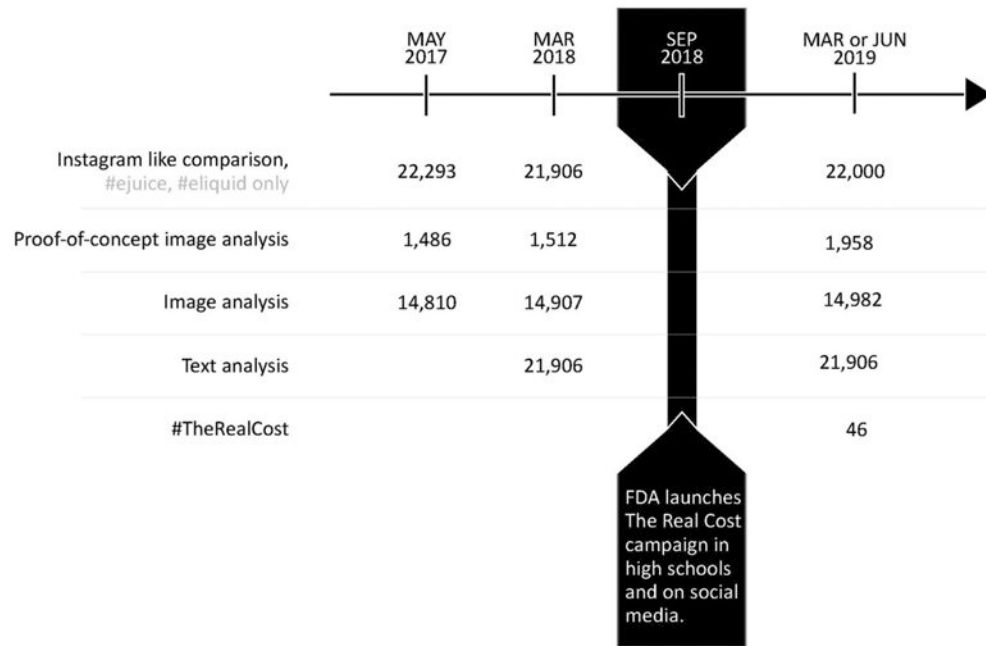 MAY 2017
MAR 2018
SEP 2018
MAR or JUN 2019
Instagram like comparison,
#ejuice, #eliquid only
22,293 21,906 22,000
Proof-of-concept image analysis 1,486 1,512 1,958
Image analysis 14,810 14,907 14,982
Text analysis 21,906 21,906
#TheRealCost 46
FDA launches
The Real Cost
campaign in
high schools
and on social
media.